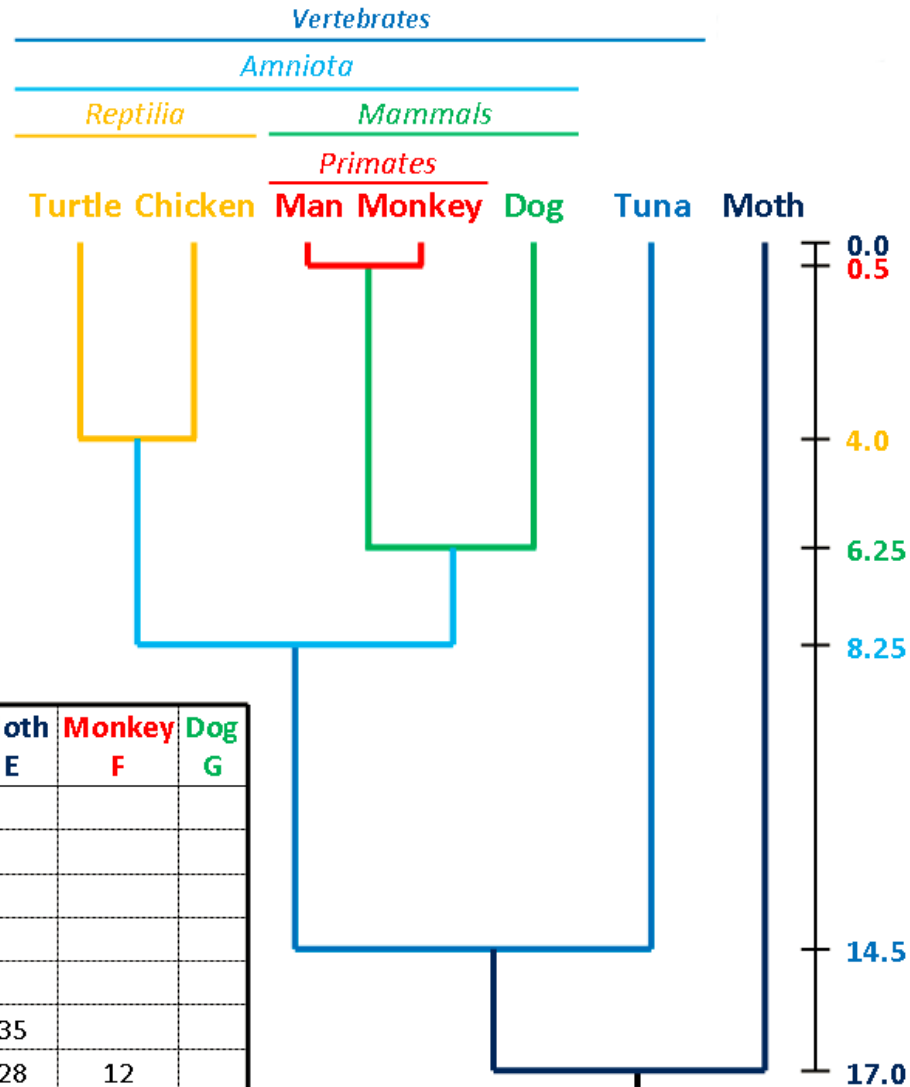 Vertebrates
Amniota
Reptilia Mammals
Primates
Turtle Chicken Man Monkey Dog Tuna Moth
0.0
0.5
4.0
6.25
8.25
oth Monkey Dog
E F G
14.5
35
28 12
17.0